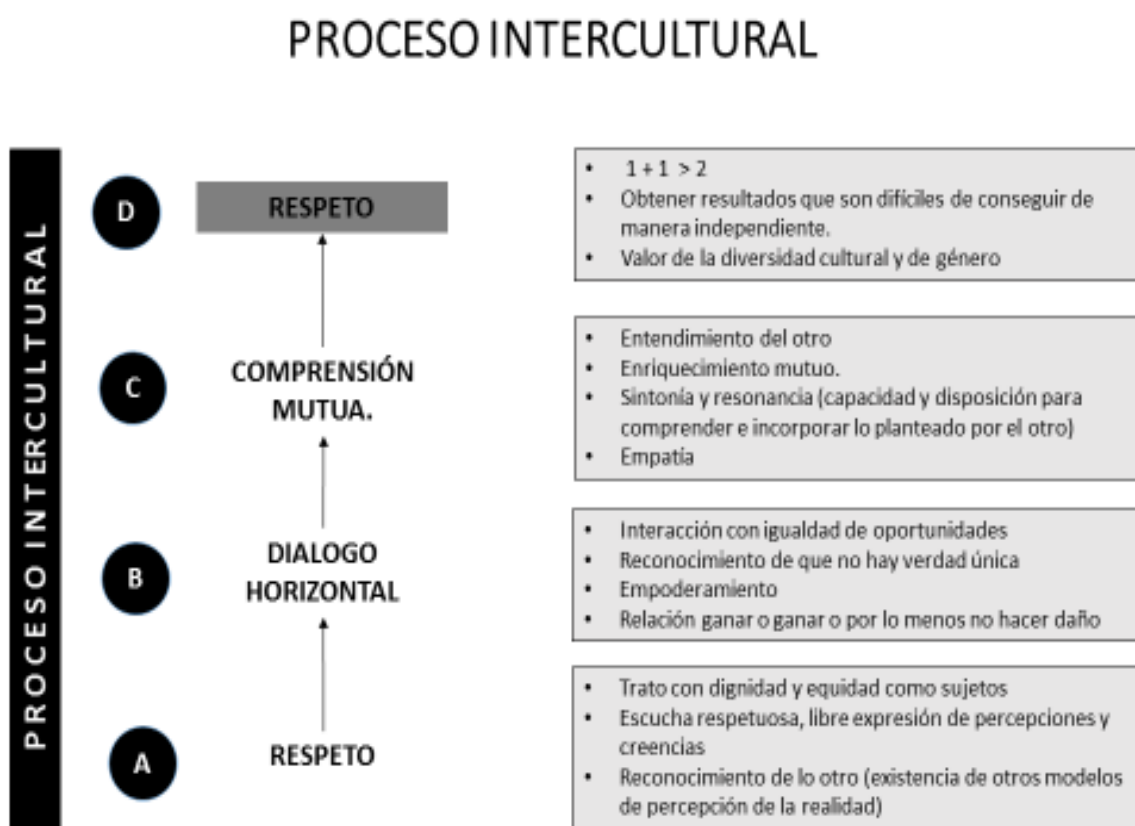 PROCESO INTERCULTURAL
PROCESO INTERCULTURAL
D
RESPETO
• 1 + 1 > 2
• Obtener resultados que son difíciles de conseguir de
manera independiente.
• Valor de la diversidad cultural y de género
C
COMPRENSIÓN
MUTUA.
• Entendimiento del otro
• Enriquecimiento mutuo.
• Sintonía y resonancia (capacidad y disposición para
comprender e incorporar lo planteado por el otro)
• Empatía
B
DIALOGO
HORIZONTAL
• Interacción con igualdad de oportunidades
• Reconocimiento de que no hay verdad única
• Empoderamiento
• Relación ganar o ganar o por lo menos no hacer daño
A
RESPETO
• Trato con dignidad y equidad como sujetos
• Escucha respetuosa, libre expresión de percepciones y
creencias
• Reconocimiento de lo otro (existencia de otros modelos
de percepción de la realidad)